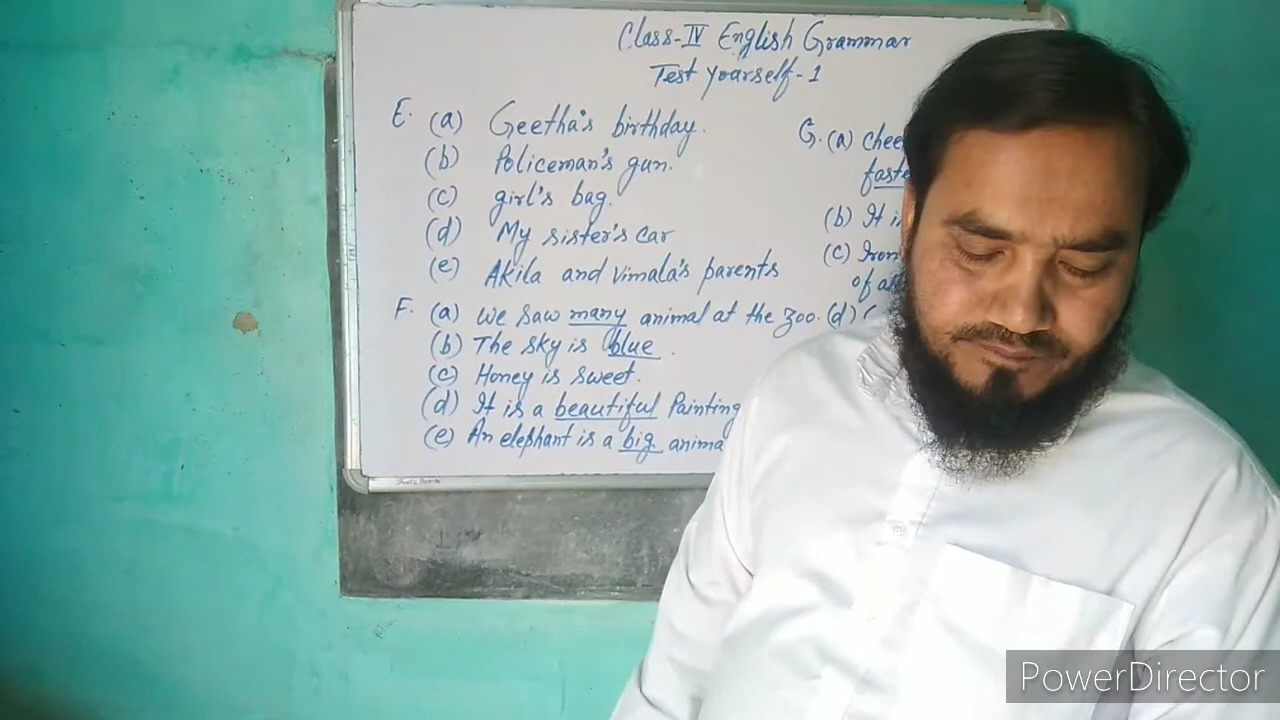 Class-IV English Grammar
Test yourself-1
E. (a) Geetha's birthday.
(b) Policeman's gun.
(c) girl's bag.
(d) My sister's car
(e) Akila and Vimala's parents
F. (a) We saw many animal at the zoo.
(b) The sky is blue.
(c) Honey is sweet.
(d) It is a beautiful Painting
(e) An elephant is a big
G. (a)
(b) It
(c)
of
(d)
PowerDirector